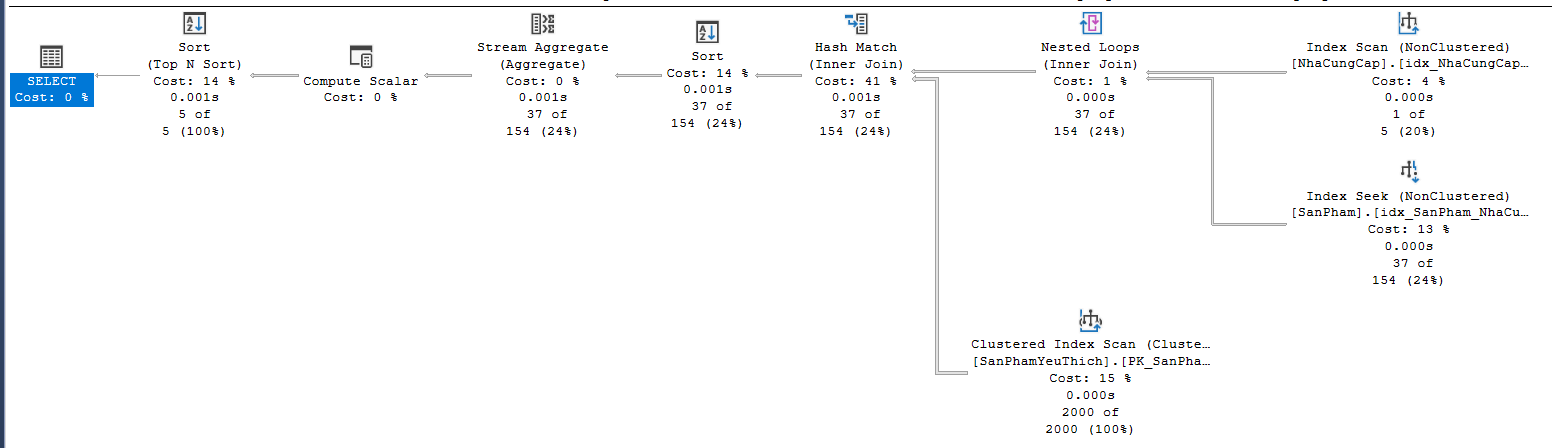 SELECT
Cost: 0 %
Sort
(Top N Sort)
Cost: 14 %
0.001s
5 of
5 (100%)
Compute Scalar
Cost: 0 %
Stream Aggregate
(Aggregate)
Cost: 0 %
0.001s
37 of
154 (24%)
Sort
Cost: 14 %
0.001s
37 of
154 (24%)
Hash Match
(Inner Join)
Cost: 41 %
0.001s
37 of
154 (24%)
Nested Loops
(Inner Join)
Cost: 1 %
0.000s
37 of
154 (24%)
Index Scan (NonClustered)
[NhaCungCap].[idx_NhaCungCap…
Cost: 4 %
0.000s
1 of
5 (20%)
Index Seek (NonClustered)
[SanPham].[idx_SanPham_NhaCu…
Cost: 13 %
0.000s
37 of
154 (24%)
Clustered Index Scan (Cluste…
[SanPhamYeuThich].[PK_SanPha…
Cost: 15 %
0.000s
2000 of
2000 (100%)